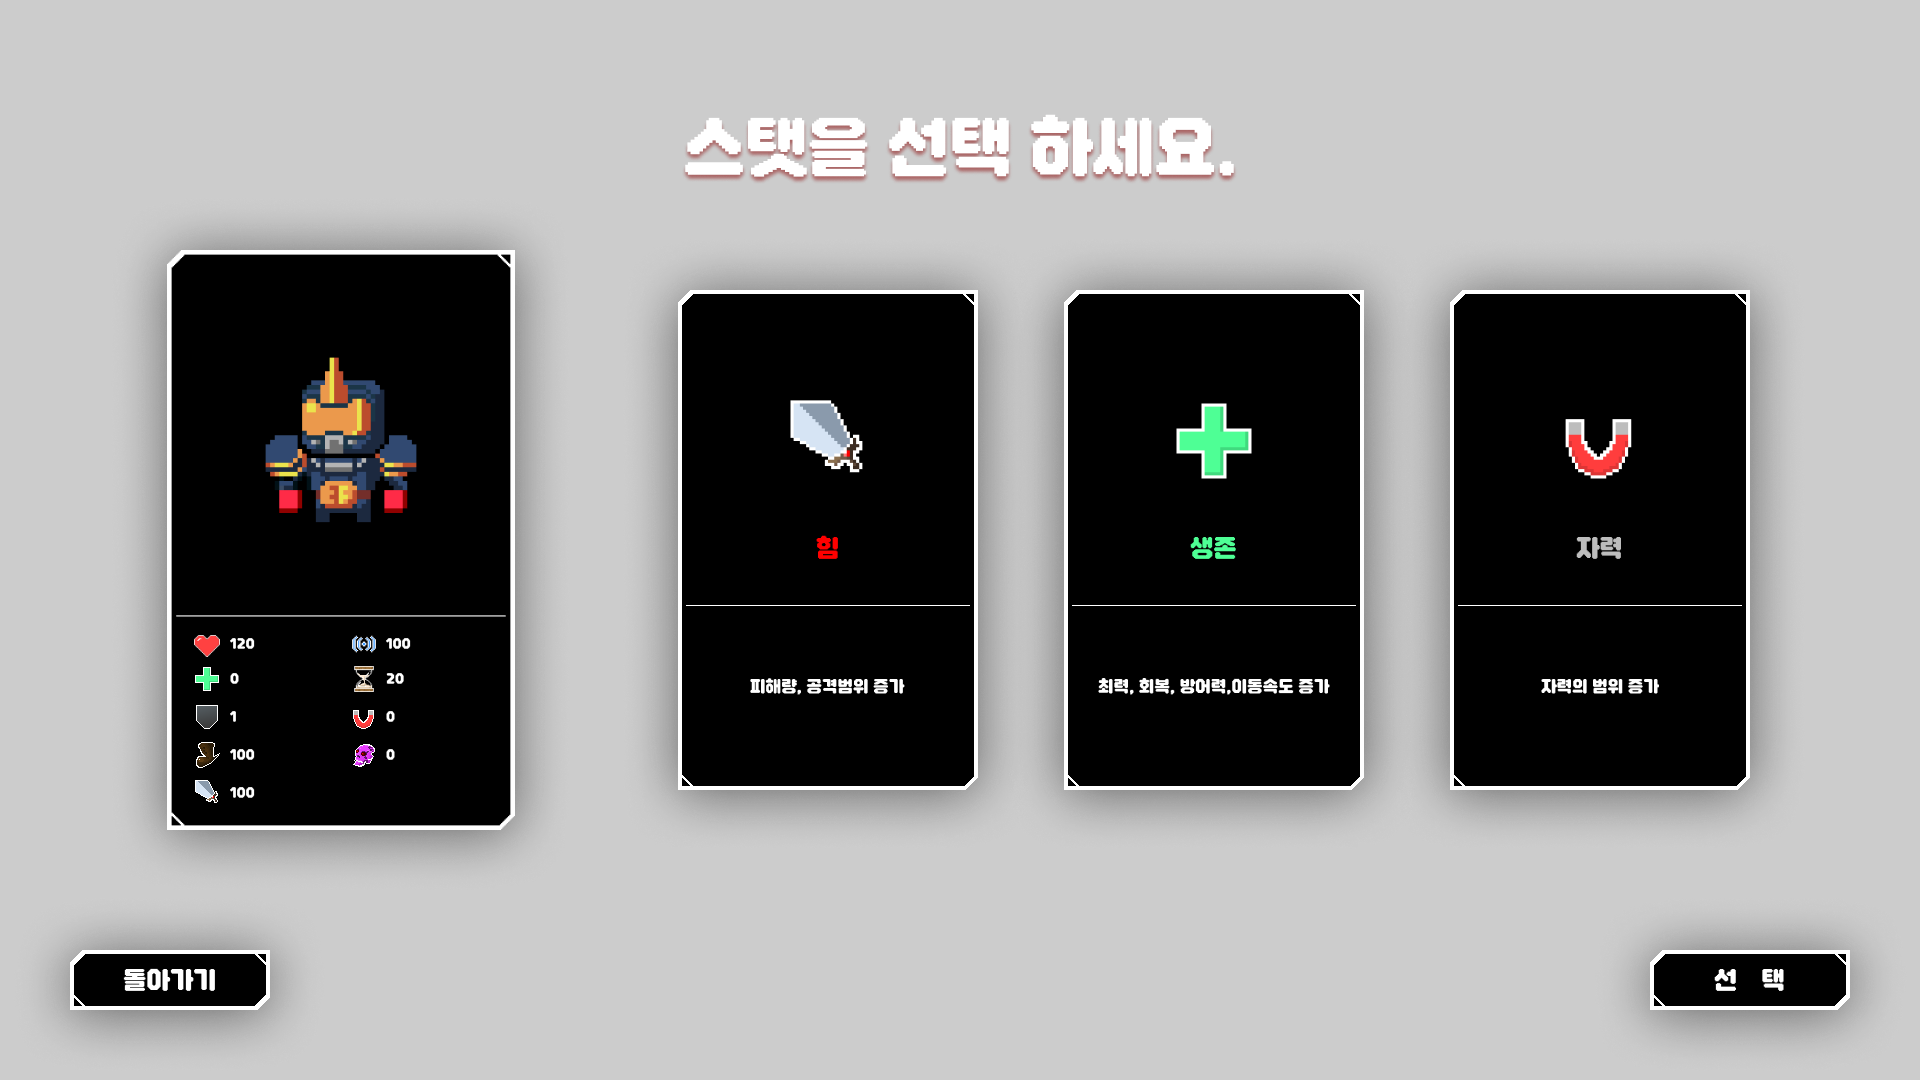 스탯을 선택 하세요.
120
100
0
20
1
0
100
0
100
힘
피해량, 공격범위 증가
생존
최력, 회복, 방어력,이동속도 증가
자력
자력의 범위 증가
돌아가기
선 택